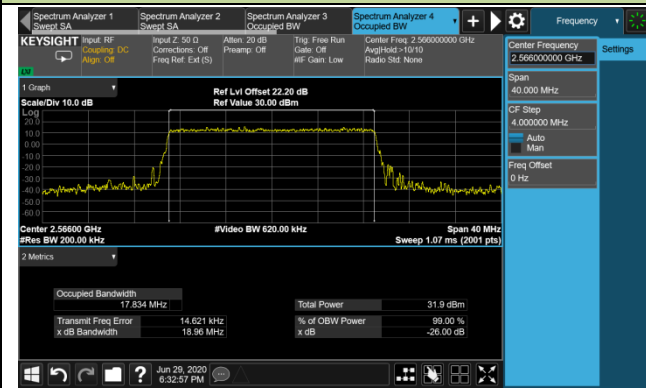 Spectrum Analyzer 1
Swept SA
Spectrum Analyzer 2
Swept SA
Spectrum Analyzer 3
Occupied BW
Spectrum Analyzer 4
Occupied BW
Frequency
KEYSIGHT
Input: RF
Coupling: DC
Align: Off
Input Z: 50 Ω
Corrections: Off
Freq Ref: Ext (S)
Atten: 20 dB
Preamp: Off
Trig: Free Run
Gate: Off
#IF Gain: Low
Center Freq: 2.566000000 GHz
Avg|Hold:>10/10
Radio Std: None
Center Frequency
2.566000000 GHz
Settings
Span
40.000 MHz
CF Step
4.000000 MHz
Auto
Man
Freq Offset
0 Hz
1 Graph
Scale/Div 10.0 dB
Ref Lvl Offset 22.20 dB
Ref Value 30.00 dBm
Log
20.0
10.0
0.00
-10.0
-20.0
-30.0
-40.0
-50.0
-60.0
Center 2.56600 GHz
#Res BW 200.00 kHz
#Video BW 620.00 kHz
Span 40 MHz
Sweep 1.07 ms (2001 pts)
2 Metrics
Occupied Bandwidth
17.834 MHz
Total Power 31.9 dBm
Transmit Freq Error 14.621 kHz
% of OBW Power 99.00 %
x dB Bandwidth 18.96 MHz
x dB -26.00 dB
Jun 29, 2020
6:32:57 PM